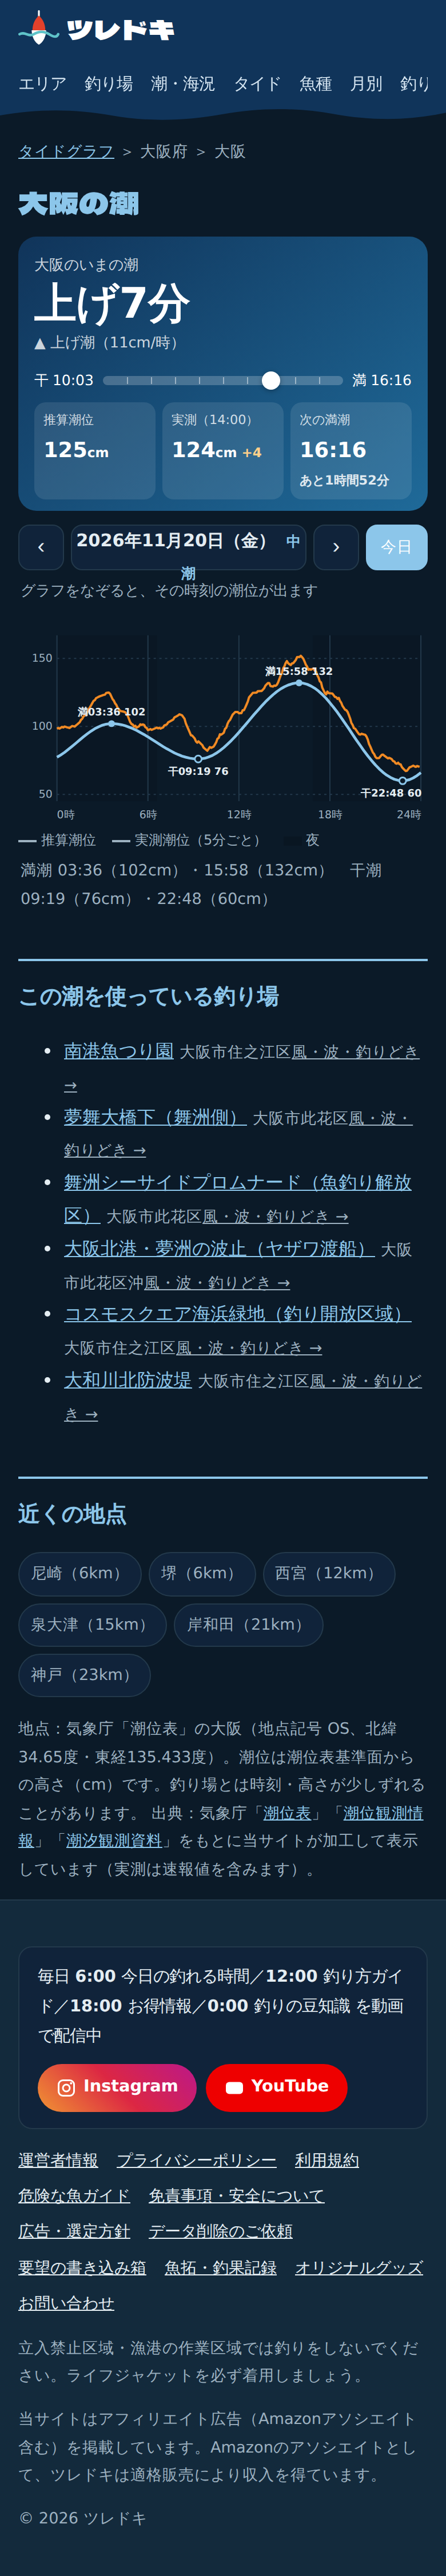 ツレドキ
エリア 釣り場 潮・海況 タイド 魚種 月別 釣り
タイドグラフ ＞ 大阪府 ＞ 大阪
大阪の潮
大阪のいまの潮
上げ7分
▲ 上げ潮（11cm/時）
干 10:03 満 16:16
推算潮位 実測（14:00） 次の満潮
125cm 124cm +4 16:16
あと1時間52分
‹ 2026年11月20日（金） 中潮 › 今日
グラフをなぞると、その時刻の潮位が出ます
150
満15:58 132
満03:36 102
100
干09:19 76
50
干22:48 60
0時 6時 12時 18時 24時
推算潮位 実測潮位（5分ごと） 夜
満潮 03:36（102cm）・15:58（132cm） 干潮
09:19（76cm）・22:48（60cm）
この潮を使っている釣り場
南港魚つり園 大阪市住之江区風・波・釣りどき
→
夢舞大橋下（舞洲側） 大阪市此花区風・波・
釣りどき →
舞洲シーサイドプロムナード（魚釣り解放
区） 大阪市此花区風・波・釣りどき →
大阪北港・夢洲の波止（ヤザワ渡船） 大阪
市此花区沖風・波・釣りどき →
コスモスクエア海浜緑地（釣り開放区域）
大阪市住之江区風・波・釣りどき →
大和川北防波堤 大阪市住之江区風・波・釣りど
き →
近くの地点
尼崎（6km） 堺（6km） 西宮（12km）
泉大津（15km） 岸和田（21km）
神戸（23km）
地点：気象庁「潮位表」の大阪（地点記号 OS、北緯
34.65度・東経135.433度）。潮位は潮位表基準面から
の高さ（cm）です。釣り場とは時刻・高さが少しずれる
ことがあります。 出典：気象庁「潮位表」「潮位観測情
報」「潮汐観測資料」をもとに当サイトが加工して表示
しています（実測は速報値を含みます）。
毎日 6:00 今日の釣れる時間／12:00 釣り方ガイ
ド／18:00 お得情報／0:00 釣りの豆知識 を動画
で配信中
Instagram YouTube
運営者情報 プライバシーポリシー 利用規約
危険な魚ガイド 免責事項・安全について
広告・選定方針 データ削除のご依頼
要望の書き込み箱 魚拓・釣果記録 オリジナルグッズ
お問い合わせ
立入禁止区域・漁港の作業区域では釣りをしないでくだ
さい。ライフジャケットを必ず着用しましょう。
当サイトはアフィリエイト広告（Amazonアソシエイト
含む）を掲載しています。Amazonのアソシエイトとし
て、ツレドキは適格販売により収入を得ています。
© 2026 ツレドキ